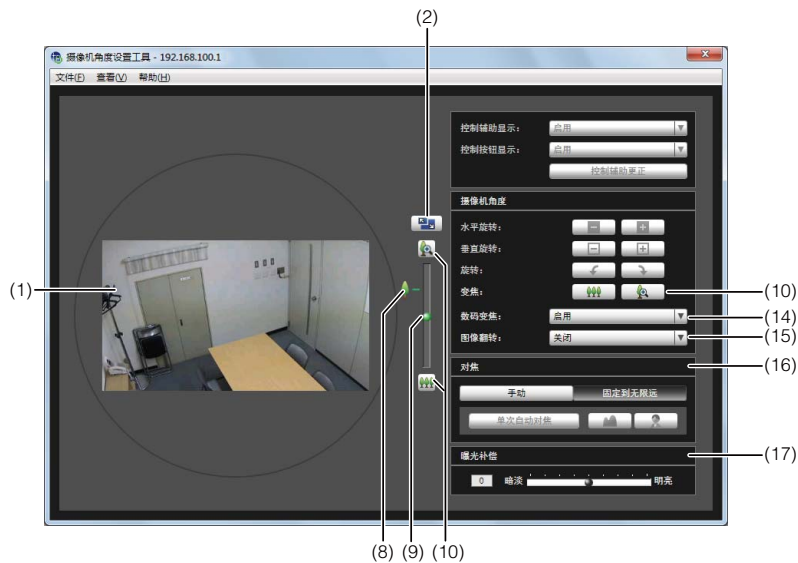 (2)
摄像机角度设置工具 - 192.168.100.1
文件(F) 查看(V) 帮助(H)
控制辅助显示： 启用
控制按钮显示： 启用
控制辅助更正
摄像机角度
水平旋转：
垂直旋转：
旋转：
变焦：
(10)
数码变焦： 启用
(14)
图像翻转： 关闭
(15)
对焦
(16)
手动 固定到无限远
单次自动对焦
曝光补偿
(17)
0 暗淡 明亮
(1)
(8) (9) (10)